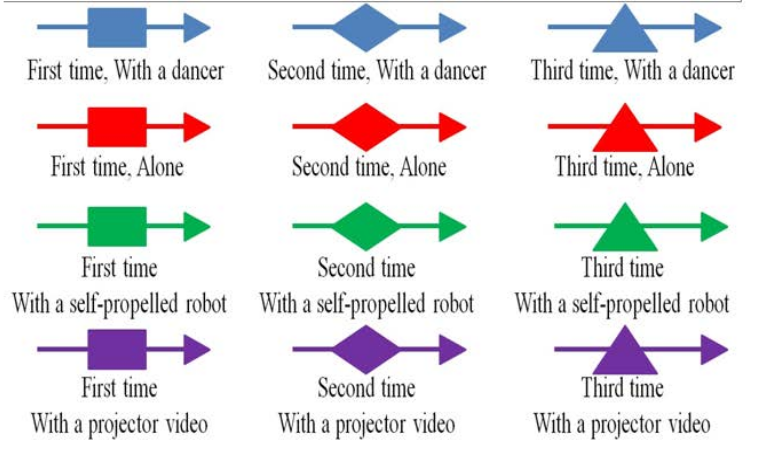 First time, With a dancer
Second time, With a dancer
Third time, With a dancer
First time, Alone
Second time, Alone
Third time, Alone
First time
With a self-propelled robot
Second time
With a self-propelled robot
Third time
With a self-propelled robot
First time
With a projector video
Second time
With a projector video
Third time
With a projector video